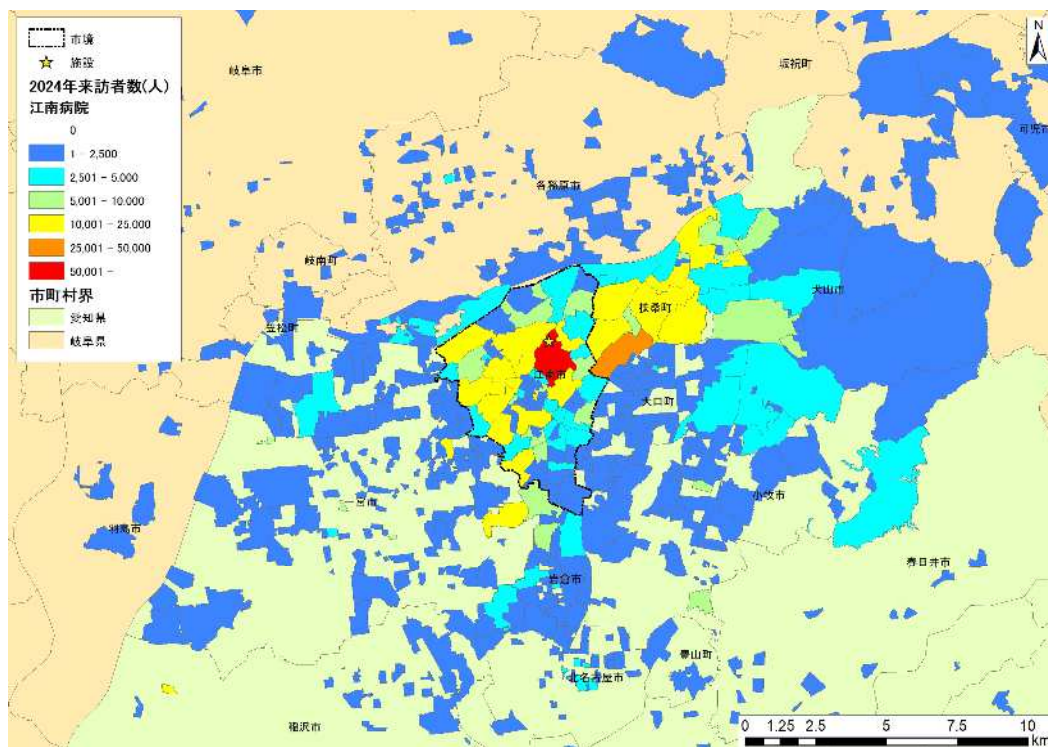 市境
施設
2024年来訪者数(人)
江南病院
0
1 - 2,500
2,501 - 5,000
5,001 - 10,000
10,001 - 25,000
25,001 - 50,000
50,001 -
市町村界
愛知県
岐阜県
N
岐阜市
坂祝町
可児市
各務原市
岐南町
笠松町
犬山市
扶桑町
江南市
大口町
一宮市
小牧市
羽島市
春日井市
岩倉市
豊山町
北名古屋市
稲沢市
0 1.25 2.5 5 7.5 10
km